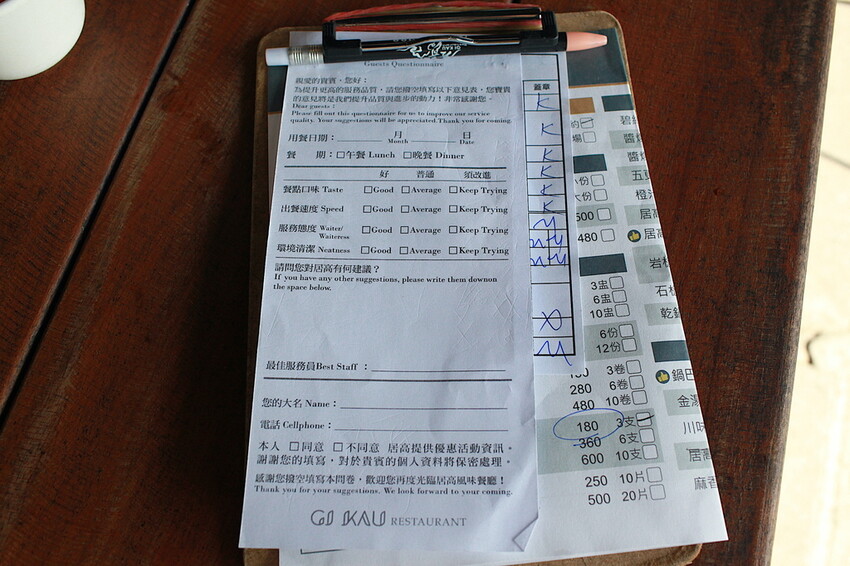 Guests Questionnaire
親愛的貴賓，您好：
為提升更高的服務品質，請更撥空填寫以下意見表，您寶貴
的意見將是我們提升品質與進步的動力！非常感謝您。
Dear guests：
Please fill out this questionnaire for us to improve our service
quality. Your suggestions will be appreciated.Thank you for coming.
用餐日期： 月 Month 日 Date
餐 期：□午餐 Lunch □晚餐 Dinner
好 普通 須改進
餐點口味 Taste □Good □Average □Keep Trying
出餐速度 Speed □Good □Average □Keep Trying
服務態度 Waiter/Waiteress □Good □Average □Keep Trying
環境清潔 Neatness □Good □Average □Keep Trying
請問您對居高有何建議？
If you have any other suggestions, please write them downon
the space below.
最佳服務員Best Staff：
您的大名 Name：
電話 Cellphone：
本人 □同意 □不同意 居高提供優惠活動資訊。
謝謝您的填寫，對於貴賓的個人資料將保密處理。
感謝您撥空填寫本問卷，歡迎您再度光臨居高風味餐廳！
Thank you for your suggestions. We look forward to your coming.
GI KAU RESTAURANT
蓋章
K
K
K
K
K
K
500
480
3盅
6盅
10盅
6份
12份
3卷
280 6卷
480 10卷
180 3支
360 6支
600 10支
250 10片
500 20片